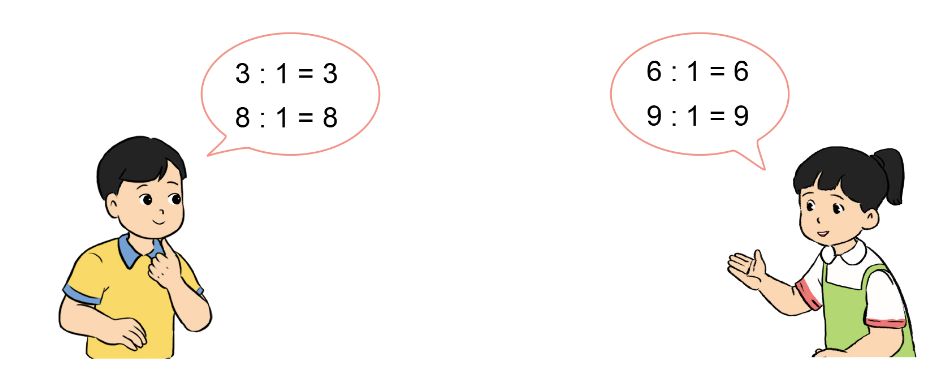 3 : 1 = 3
8 : 1 = 8
6 : 1 = 6
9 : 1 = 9